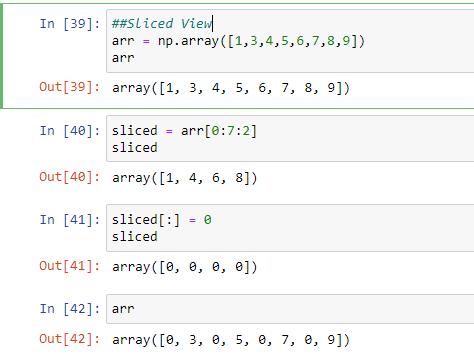 In [39]: ##Sliced View
arr = np.array([1,3,4,5,6,7,8,9])
arr
Out[39]: array([1, 3, 4, 5, 6, 7, 8, 9])
In [40]: sliced = arr[0:7:2]
sliced
Out[40]: array([1, 4, 6, 8])
In [41]: sliced[:] = 0
sliced
Out[41]: array([0, 0, 0, 0])
In [42]: arr
Out[42]: array([0, 3, 0, 5, 0, 7, 0, 9])